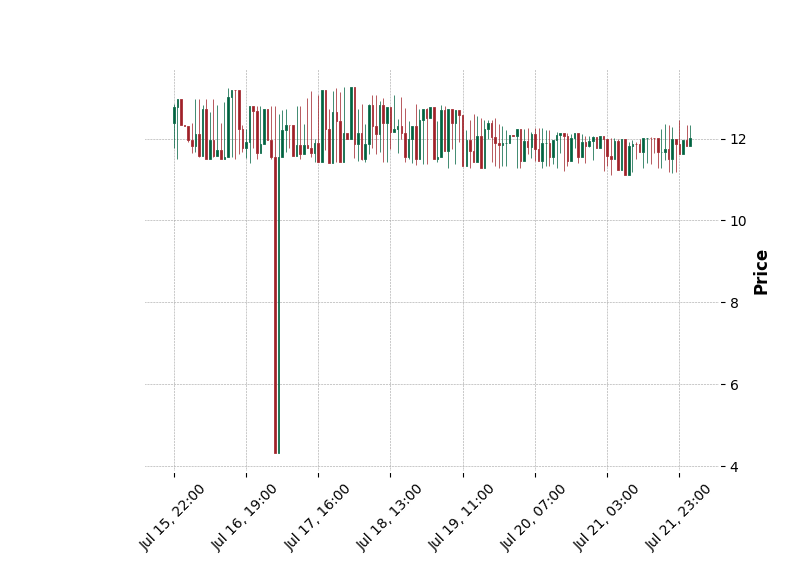 12
10
8
6
4
Price
Jul 15, 22:00
Jul 16, 19:00
Jul 17, 16:00
Jul 18, 13:00
Jul 19, 11:00
Jul 20, 07:00
Jul 21, 03:00
Jul 21, 23:00